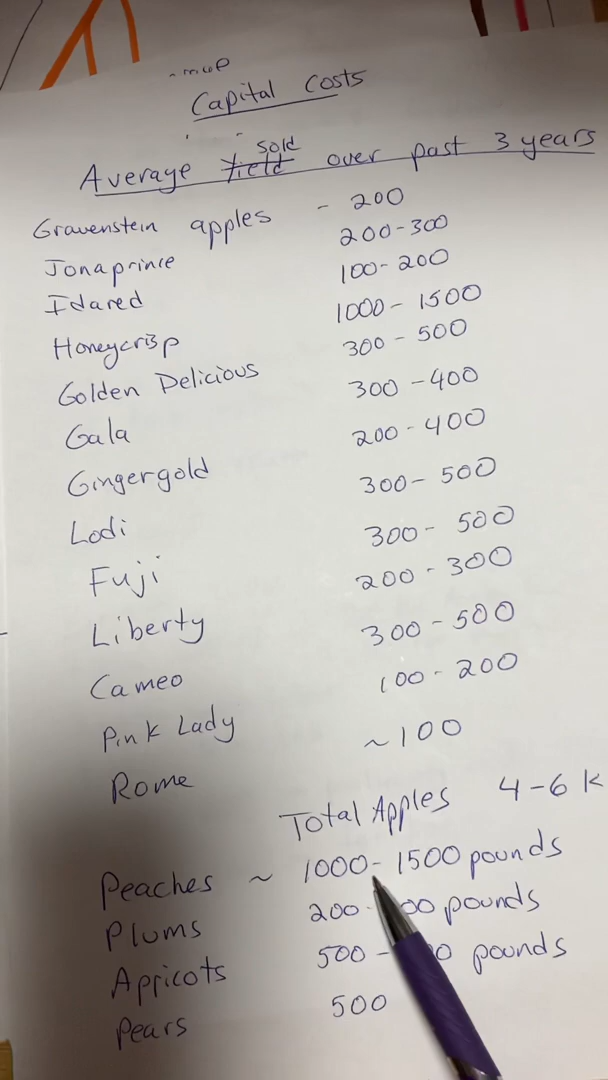 Capital Costs
Average yield sold over past 3 years
Gravenstein apples - 200
Jonaprince 200-300
Idared 100-200
Honeycrisp 1000-1500
Golden Delicious 300-500
Gala 300-400
Gingergold 200-400
Lodi 300-500
Fuji 300-500
Liberty 200-300
Cameo 300-500
Pink Lady 100-200
Rome ~100
Total Apples 4-6 K
Peaches ~ 1000-1500 pounds
Plums 200- pounds
Apricots 500- pounds
Pears 500